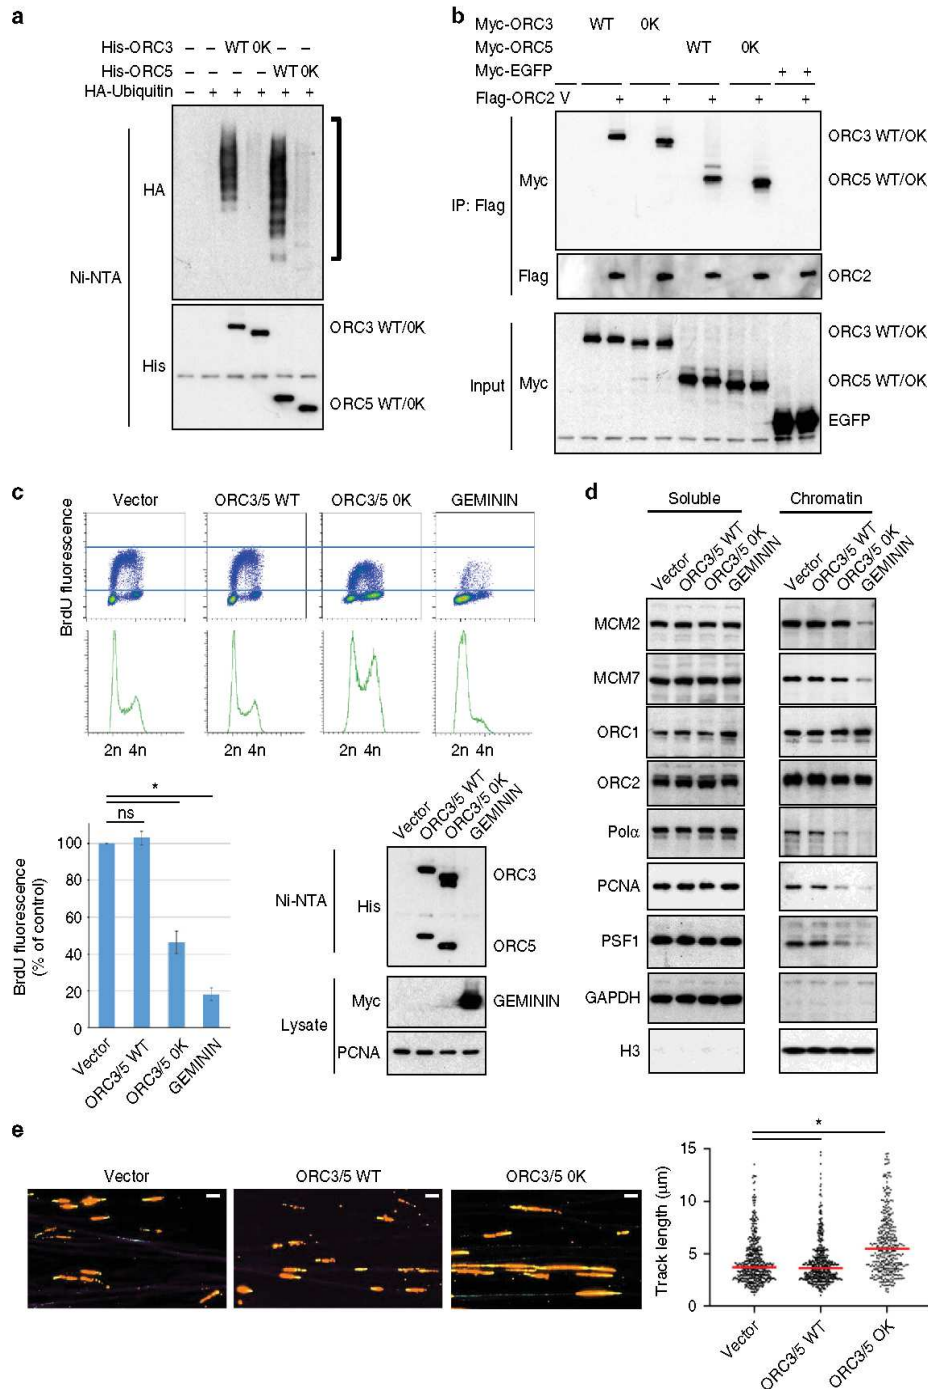 a
His-ORC3 – – WT 0K – –
His-ORC5 – – – – WT 0K
HA-Ubiquitin – + + + + +
HA
Ni-NTA
His
ORC3 WT/0K
ORC5 WT/0K
b
Myc-ORC3 WT 0K
Myc-ORC5 WT 0K
Myc-EGFP + +
Flag-ORC2 V + + + + +
IP: Flag
Myc
ORC3 WT/OK
ORC5 WT/OK
Flag
ORC2
Input
Myc
ORC3 WT/OK
ORC5 WT/OK
EGFP
c
Vector ORC3/5 WT ORC3/5 0K GEMININ
BrdU fluorescence
2n 4n 2n 4n 2n 4n 2n 4n
BrdU fluorescence
(% of control)
*
ns
100
80
60
40
20
0
Vector
ORC3/5 WT
ORC3/5 0K
GEMININ
Vector
ORC3/5 WT
ORC3/5 0K
GEMININ
Ni-NTA
His
ORC3
ORC5
Lysate
Myc
GEMININ
PCNA
d
Soluble Chromatin
Vector
ORC3/5 WT
ORC3/5 0K
GEMININ
Vector
ORC3/5 WT
ORC3/5 0K
GEMININ
MCM2
MCM7
ORC1
ORC2
Polα
PCNA
PSF1
GAPDH
H3
e
Vector ORC3/5 WT ORC3/5 0K
*
Track length (μm)
15
10
5
0
Vector
ORC3/5 WT
ORC3/5 OK